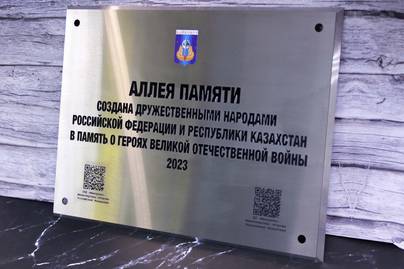 АЛЛЕЯ ПАМЯТИ
СОЗДАНА ДРУЖЕСТВЕННЫМИ НАРОДАМИ
РОССИЙСКОЙ ФЕДЕРАЦИИ И РЕСПУБЛИКИ КАЗАХСТАН
В ПАМЯТЬ О ГЕРОЯХ ВЕЛИКОЙ ОТЕЧЕСТВЕННОЙ ВОЙНЫ
2023